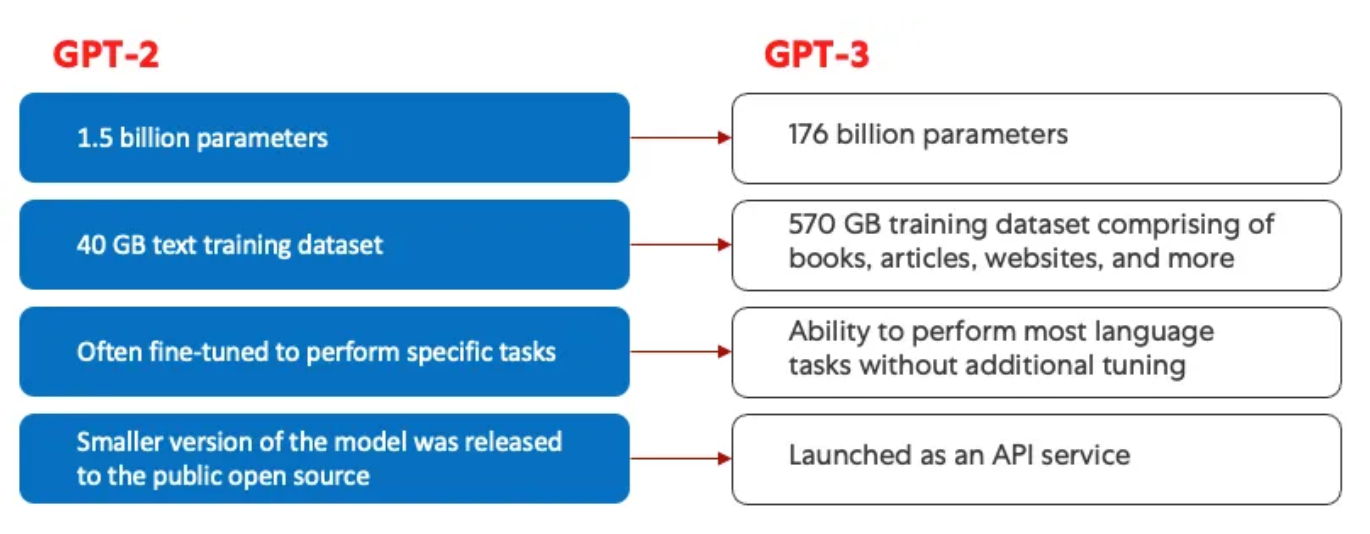 GPT-2
GPT-3
1.5 billion parameters
176 billion parameters
40 GB text training dataset
570 GB training dataset comprising of
books, articles, websites, and more
Often fine-tuned to perform specific tasks
Ability to perform most language
tasks without additional tuning
Smaller version of the model was released
to the public open source
Launched as an API service